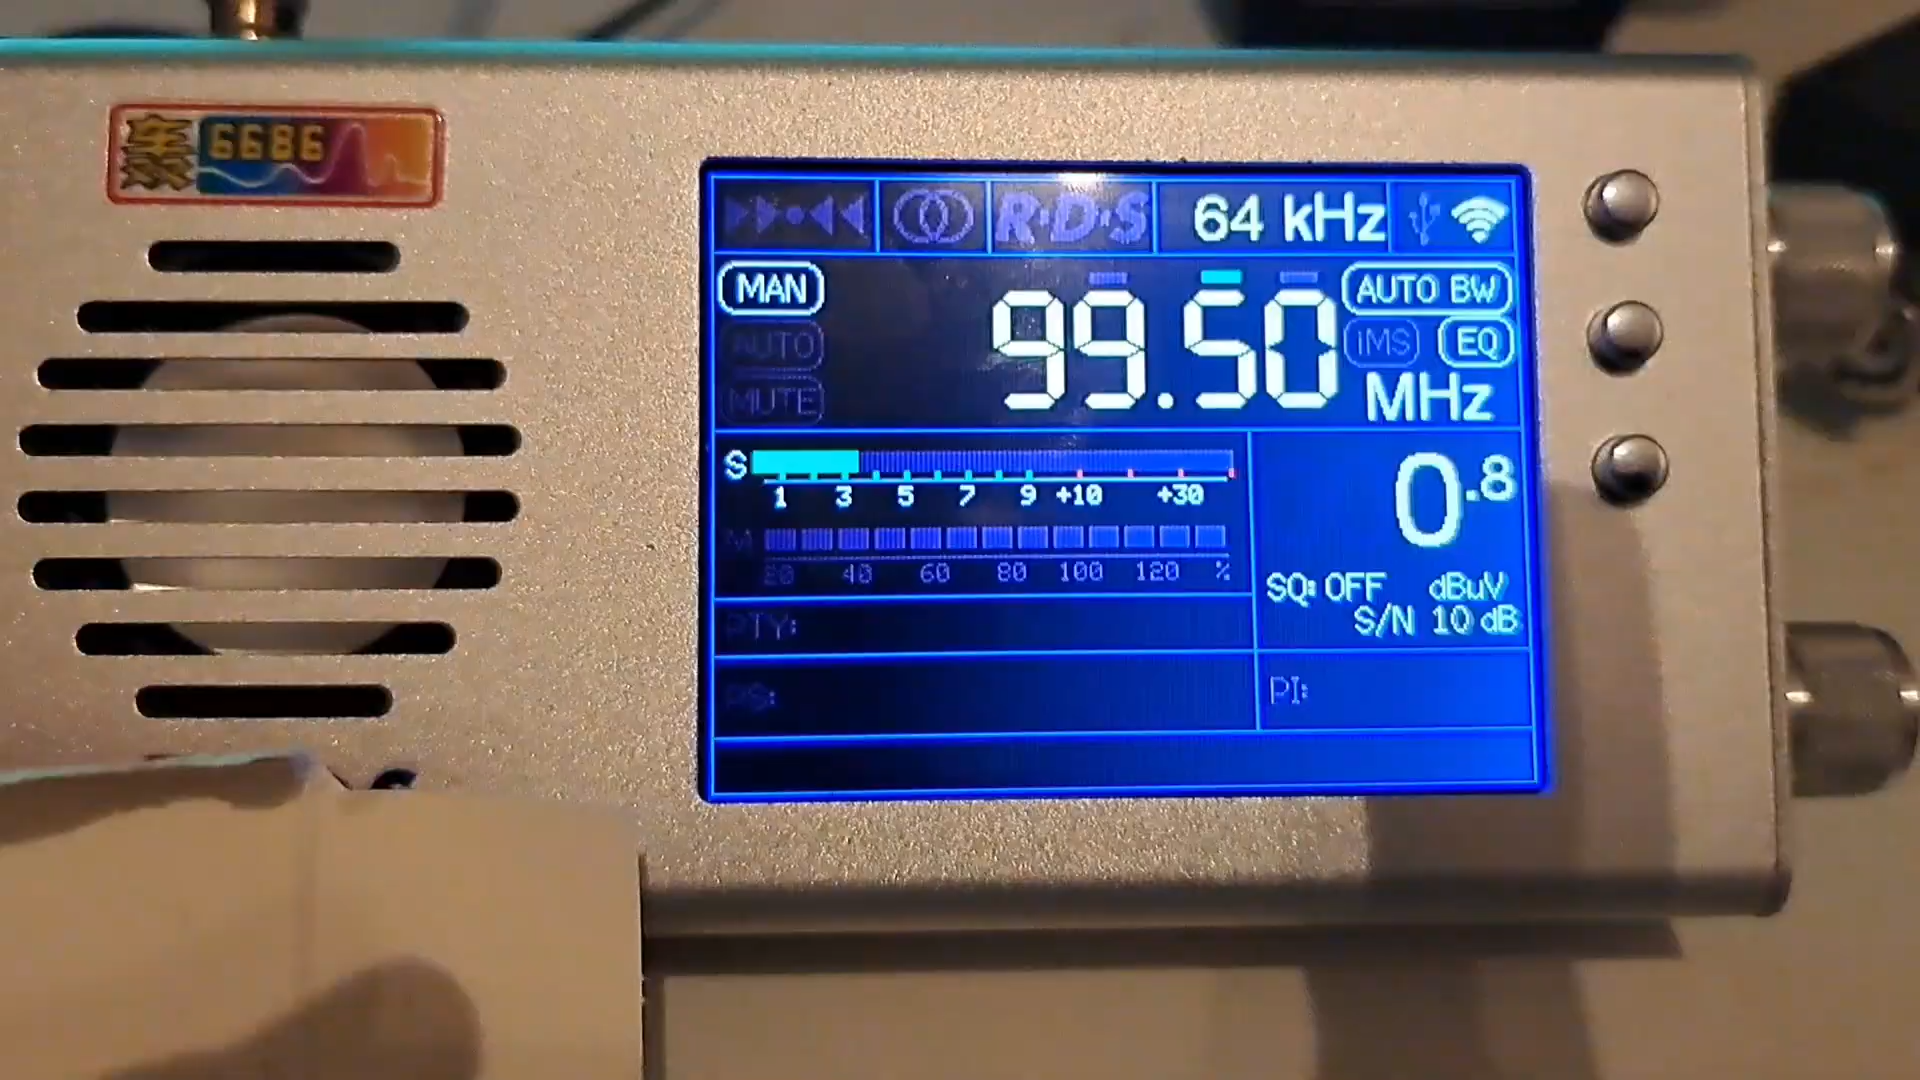 6686
R·D·S 64 kHz
MAN AUTO BW
99.50
AUTO iMS EQ
MUTE MHz
S
1 3 5 7 9 +10 +30
0.8
M
20 40 60 80 100 120 %
SQ: OFF dBuV
S/N 10 dB
PTY:
PS: PI: